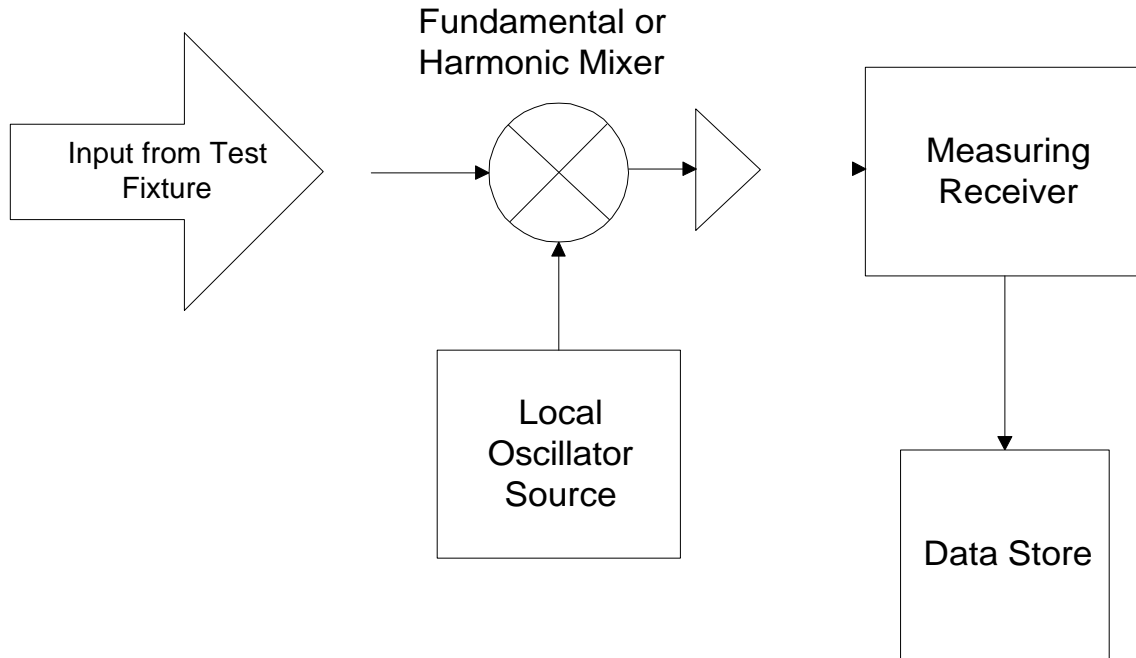 Fundamental or
Harmonic Mixer
Input from Test
Fixture
Measuring
Receiver
Local
Oscillator
Source
Data Store